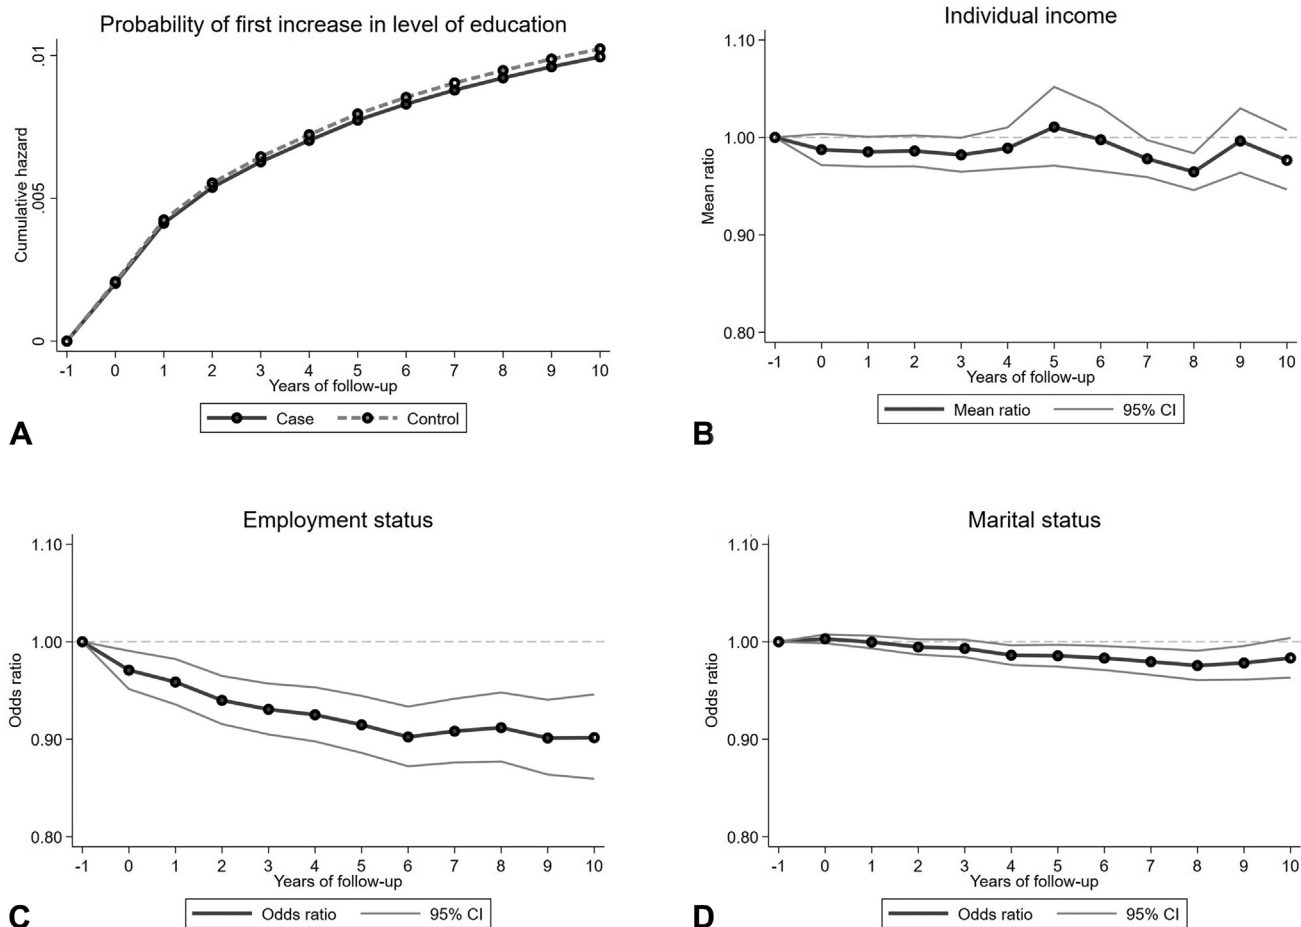 Probability of first increase in level of education
.01
.005
0
Cumulative hazard
-1 0 1 2 3 4 5 6 7 8 9 10
Years of follow-up
Case Control
A
Individual income
1.10
1.00
0.90
0.80
Mean ratio
-1 0 1 2 3 4 5 6 7 8 9 10
Years of follow-up
Mean ratio 95% CI
B
Employment status
1.10
1.00
0.90
0.80
Odds ratio
-1 0 1 2 3 4 5 6 7 8 9 10
Years of follow-up
Odds ratio 95% CI
C
Marital status
1.10
1.00
0.90
0.80
Odds ratio
-1 0 1 2 3 4 5 6 7 8 9 10
Years of follow-up
Odds ratio 95% CI
D